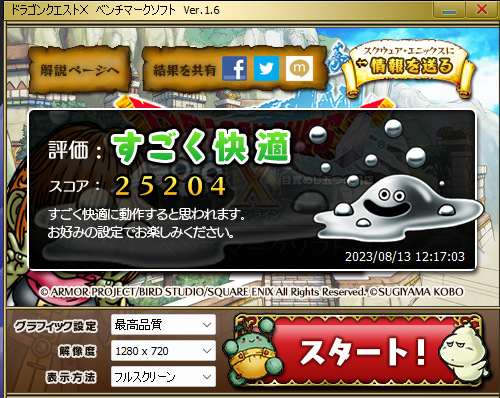 ドラゴンクエストX ベンチマークソフト Ver.1.6
解説ページへ
結果を共有
f
m
スクウェア・エニックスに
情報を送る
評価：すごく快適
スコア： 25204
すごく快適に動作すると思われます。
お好みの設定でお楽しみください。
2023/08/13 12:17:03
© ARMOR PROJECT/BIRD STUDIO/SQUARE ENIX All Rights Reserved. ©SUGIYAMA KOBO
グラフィック設定 最高品質
解像度 1280 x 720
表示方法 フルスクリーン
スタート！